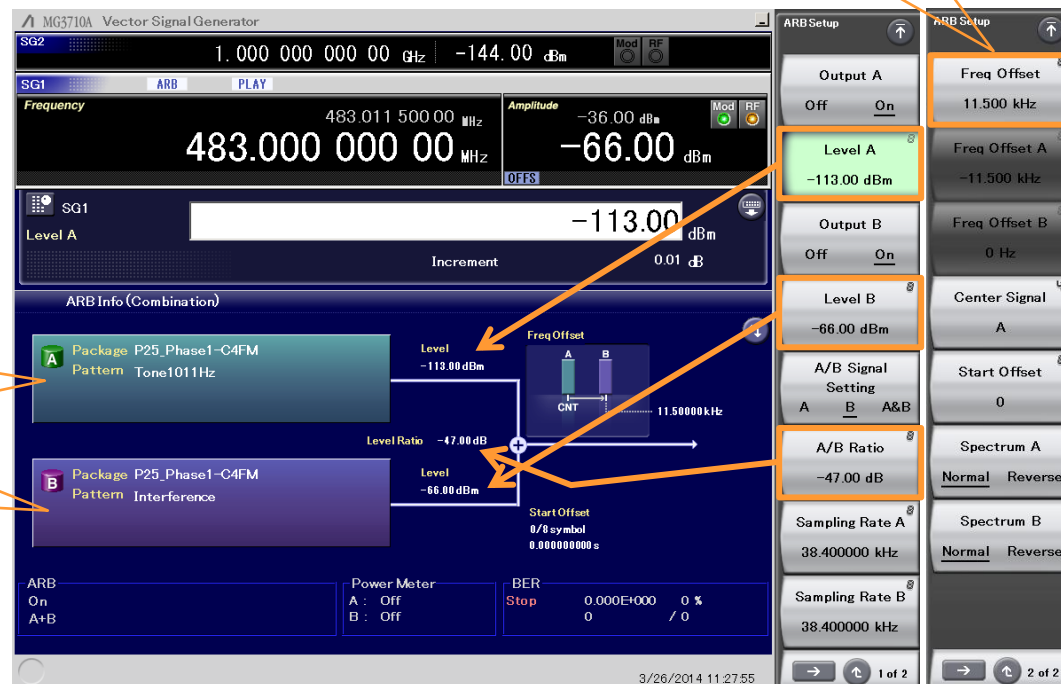 MG3710A Vector Signal Generator
SG2
1. 000 000 000 00 GHz -144. 00 dBm
Mod RF
SG1 ARB PLAY
Frequency
483.011 500 00 MHz
483.000 000 00 MHz
Amplitude
-36.00 dBm
-66.00 dBm
Mod RF
OFFS
SG1
Level A
-113.00 dBm
Increment 0.01 dB
ARB Info (Combination)
A Package P25_Phase1-C4FM
Pattern Tone1011Hz
Level
-113.00dBm
Freq Offset
A B
CNT
11.50000kHz
Level Ratio -47.00dB
B Package P25_Phase1-C4FM
Pattern Interference
Level
-66.00dBm
Start Offset
0/8 symbol
0.000000000 s
ARB
On
A+B
Power Meter
A : Off
B : Off
BER
Stop 0.000E+000 0 %
0 / 0
3/26/2014 11:27:55
ARB Setup
Output A
Off On
Level A
-113.00 dBm
Output B
Off On
Level B
-66.00 dBm
A/B Signal
Setting
A B A&B
A/B Ratio
-47.00 dB
Sampling Rate A
38.400000 kHz
Sampling Rate B
38.400000 kHz
1 of 2
ARB Setup
Freq Offset
11.500 kHz
Freq Offset A
-11.500 kHz
Freq Offset B
0 Hz
Center Signal
A
Start Offset
0
Spectrum A
Normal Reverse
Spectrum B
Normal Reverse
2 of 2